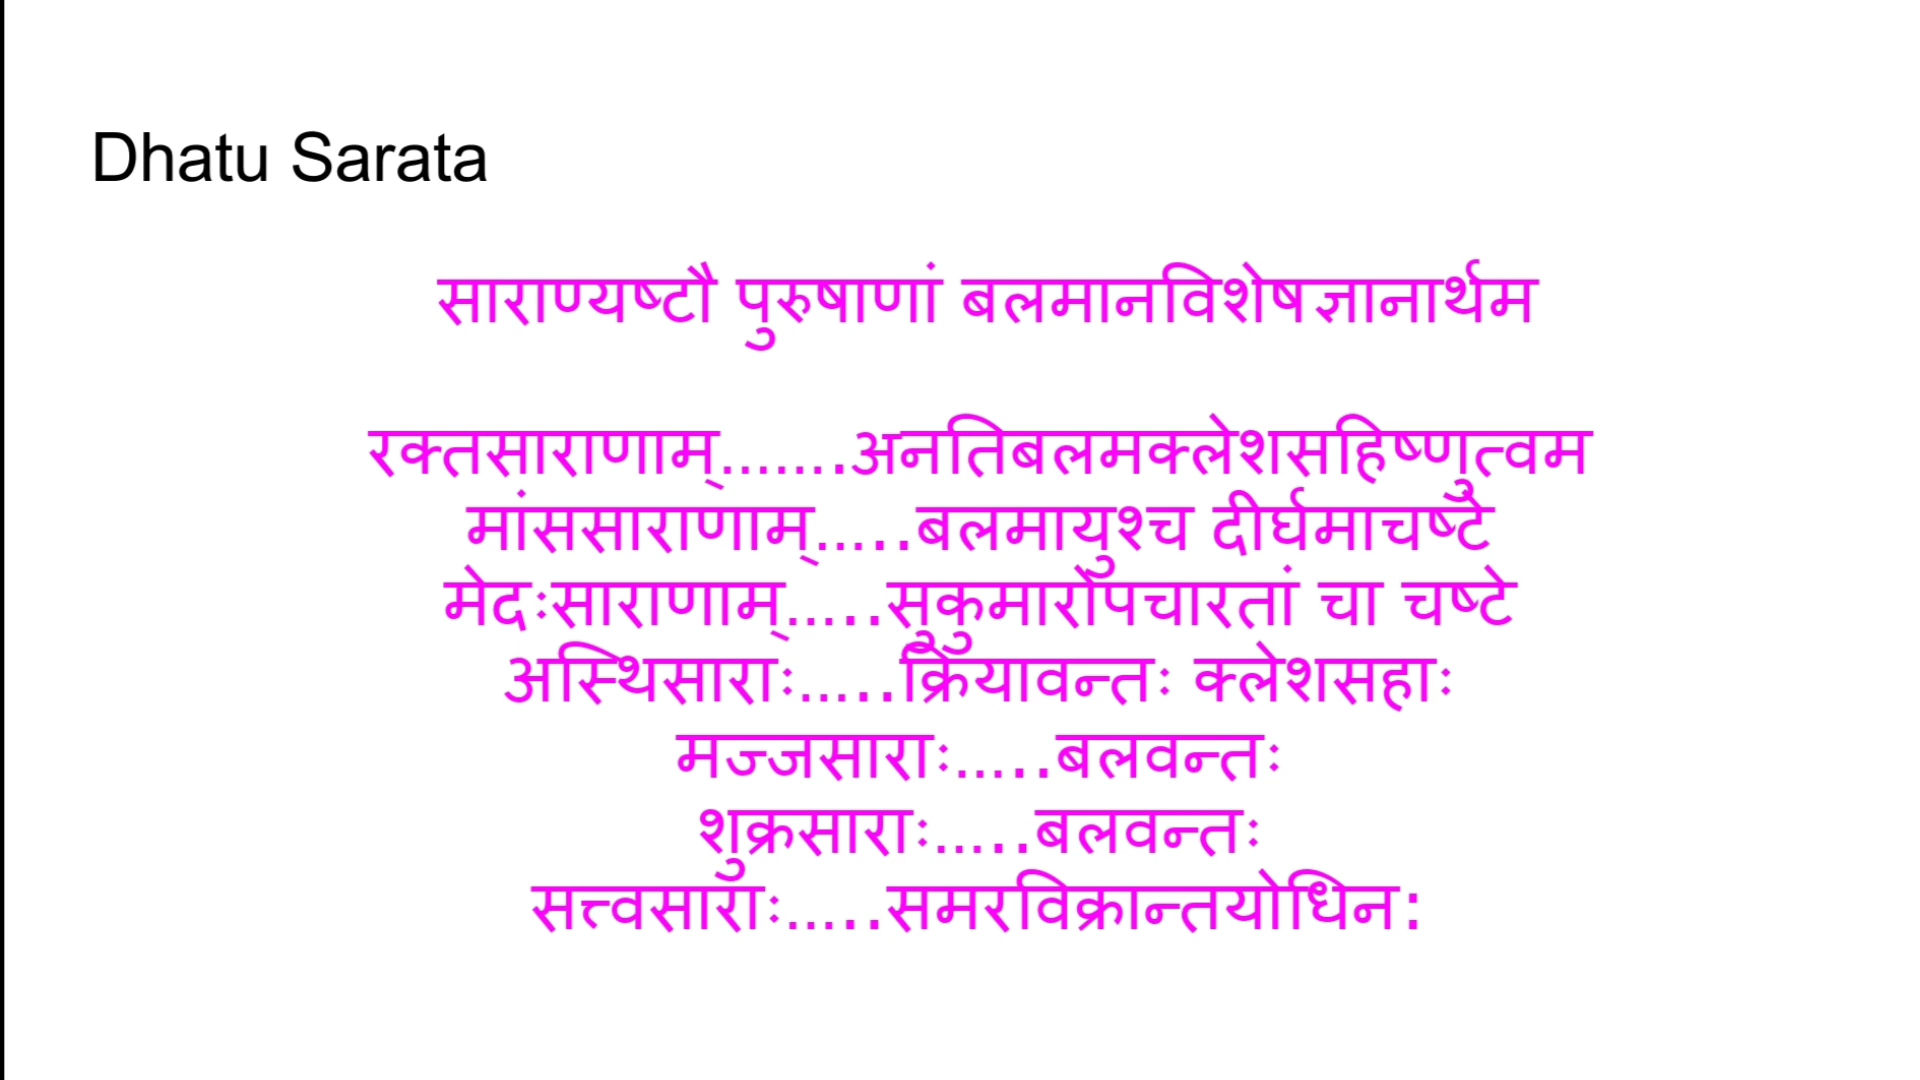 Dhatu Sarata
साराण्यष्टौ पुरुषाणां बलमानविशेषज्ञानार्थम
रक्तसाराणाम्.......अनतिबलमक्लेशसहिष्णुत्वम
मांससाराणाम्.....बलमायुश्च दीर्घमाचष्टे
मेदःसाराणाम्.....सुकुमारोपचारतां चा चष्टे
अस्थिसाराः.....क्रियावन्तः क्लेशसहाः
मज्जसाराः.....बलवन्तः
शुक्रसाराः.....बलवन्तः
सत्त्वसाराः.....समरविक्रान्तयोधिन: